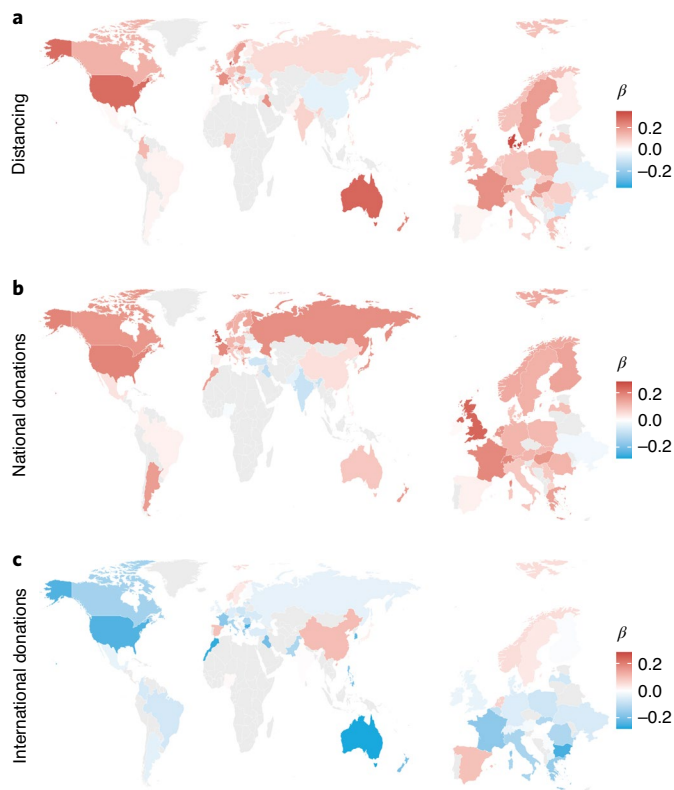 a
Distancing
β
0.2
0.0
−0.2
b
National donations
β
0.2
0.0
−0.2
c
International donations
β
0.2
0.0
−0.2